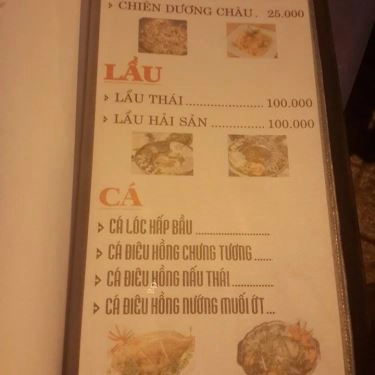 CHIÊN DƯƠNG CHÂU. 25.000
LẨU
LẨU THÁI .................. 100.000
LẨU HẢI SẢN ............ 100.000
CÁ
CÁ LÓC HẤP BẦU ..................
CÁ ĐIÊU HỒNG CHƯNG TƯƠNG .....
CÁ ĐIÊU HỒNG NẤU THÁI ..........
CÁ ĐIÊU HỒNG NƯỚNG MUỐI ỚT ...